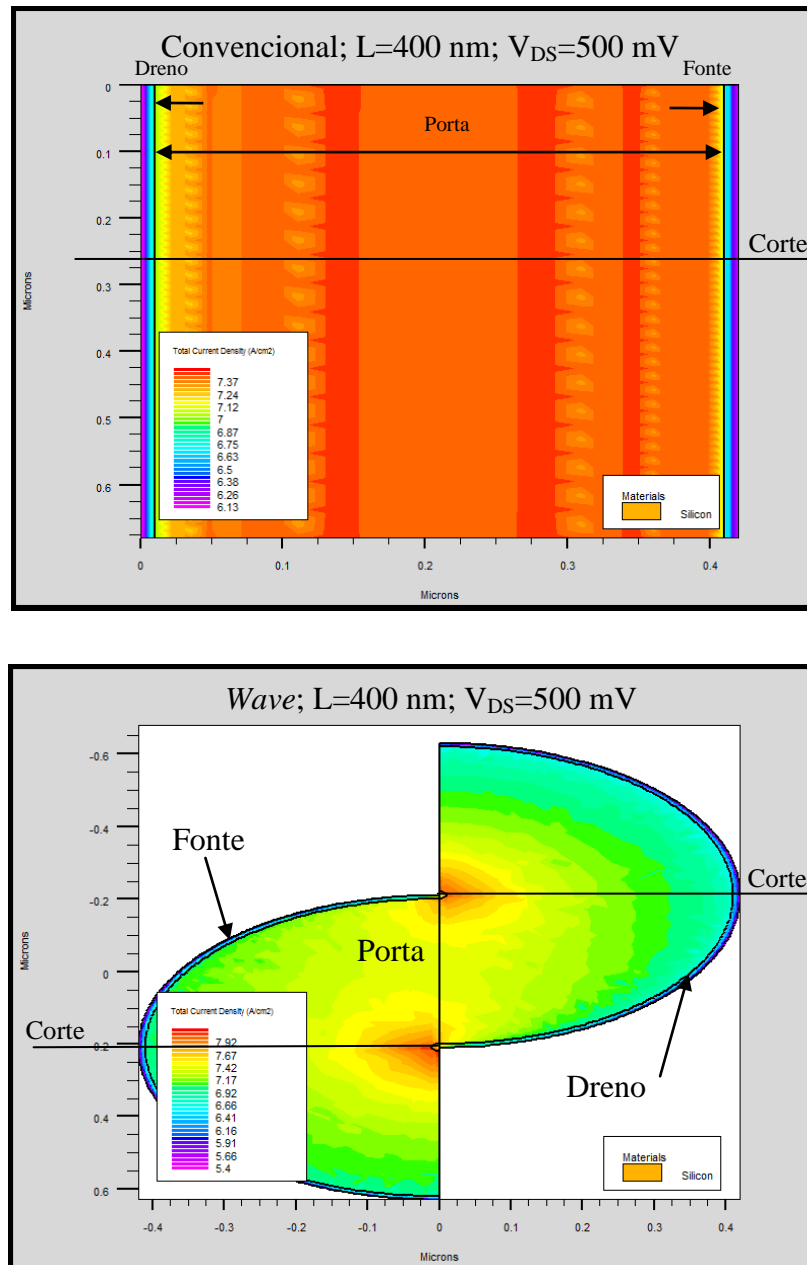 Convencional; L=400 nm; VDS=500 mV
Dreno
Fonte
Porta
Corte
0
0.1
0.2
0.3
0.4
0.5
0.6
Microns
Total Current Density (A/cm2)
7.37
7.24
7.12
7
6.87
6.75
6.63
6.5
6.38
6.26
6.13
Materials
Silicon
0
0.1
0.2
0.3
0.4
Microns
Wave; L=400 nm; VDS=500 mV
Fonte
Porta
Corte
Corte
Dreno
-0.6
-0.4
-0.2
0
0.2
0.4
0.6
Microns
Total Current Density (A/cm2)
7.92
7.67
7.42
7.17
6.92
6.66
6.41
6.16
5.91
5.66
5.4
Materials
Silicon
-0.4
-0.3
-0.2
-0.1
0
0.1
0.2
0.3
0.4
Microns